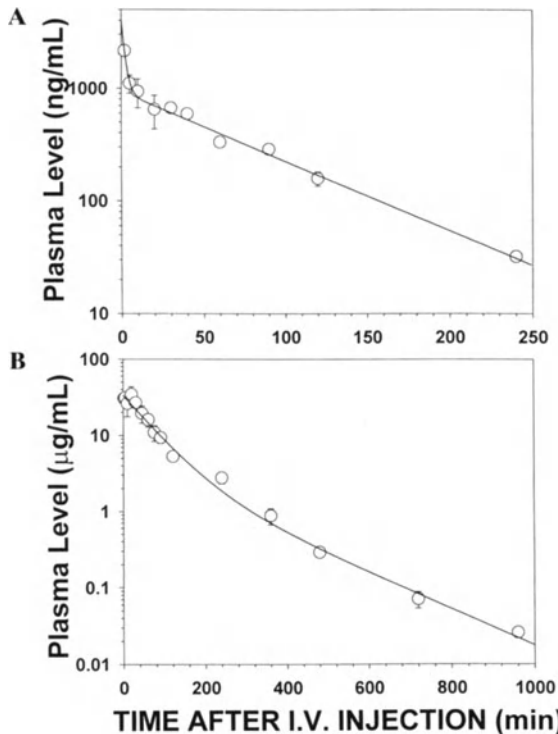 A
Plasma Level (ng/mL)
1000
100
10
0 50 100 150 200 250
B
Plasma Level (μg/mL)
100
10
1
0.1
0.01
0 200 400 600 800 1000
TIME AFTER I.V. INJECTION (min)